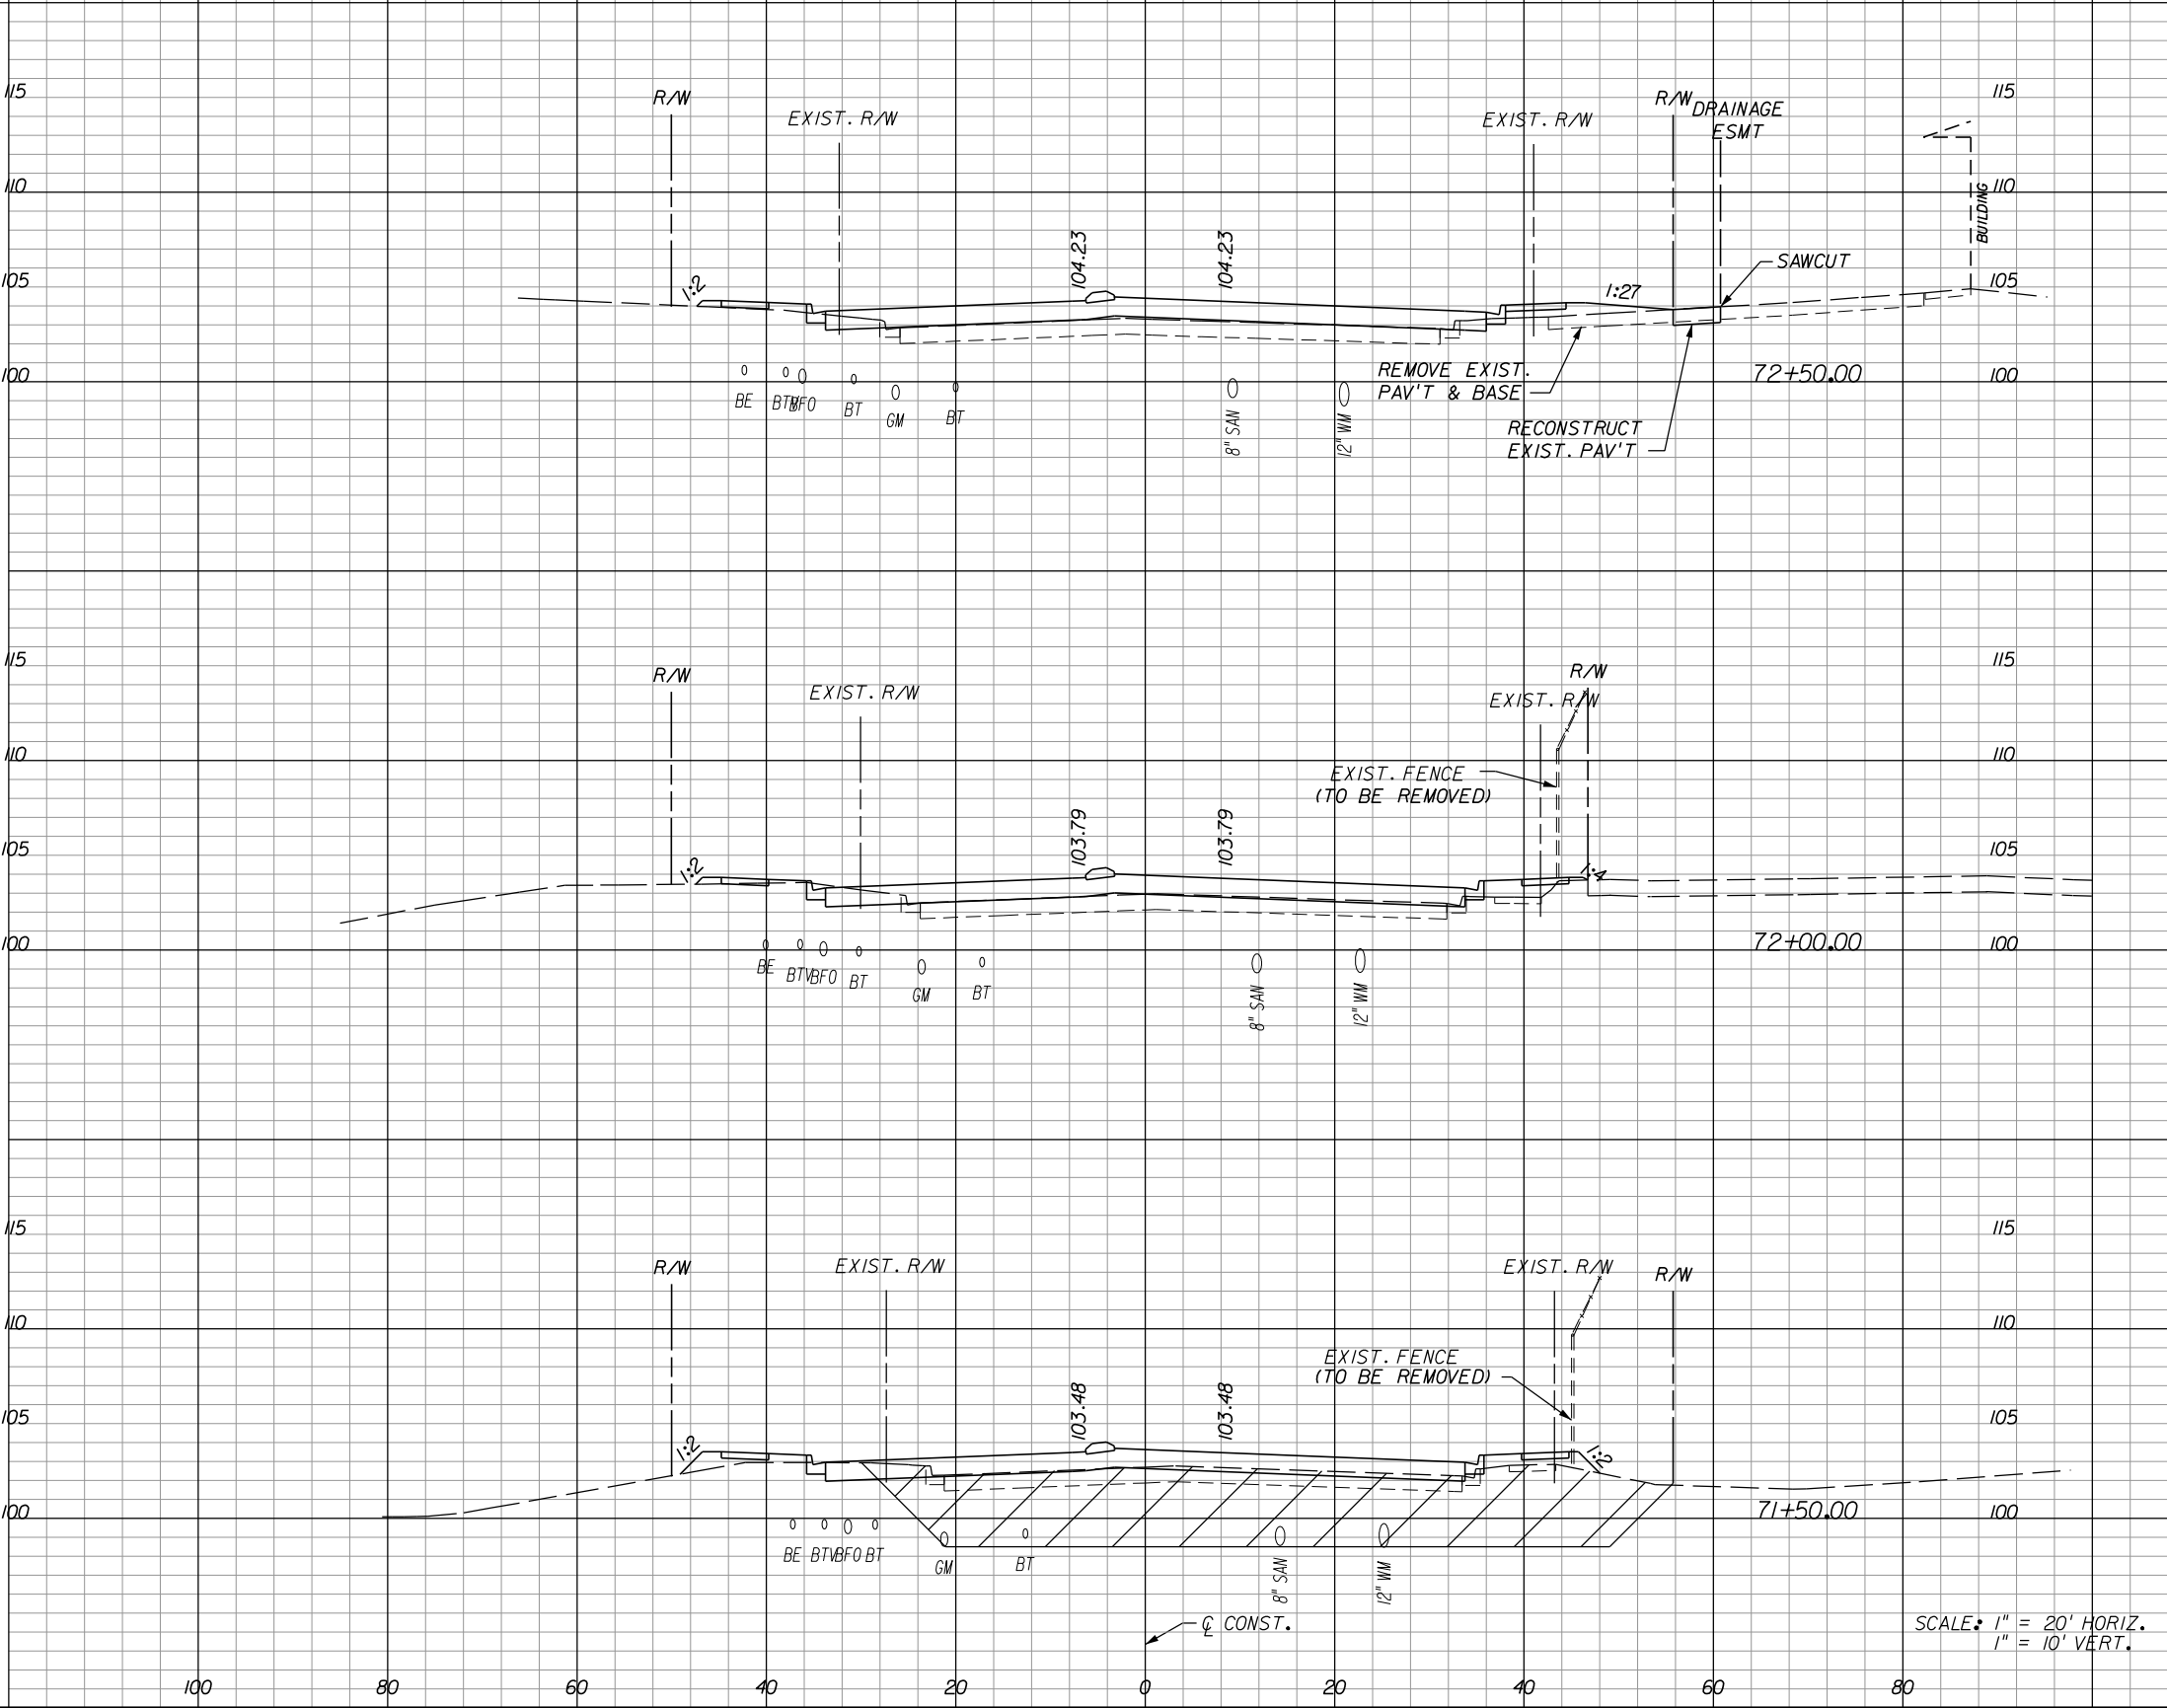 115
R/W
EXIST. R/W
EXIST. R/W
R/W
DRAINAGE
ESMT
115
110
BUILDING
110
105
1:2
104.23
104.23
1:27
SAWCUT
105
100
BE
BTV
BFO
BT
GM
BT
8" SAN
12" WM
REMOVE EXIST.
PAV'T & BASE
RECONSTRUCT
EXIST. PAV'T
72+50.00
100
115
R/W
EXIST. R/W
EXIST. R/W
R/W
115
110
EXIST. FENCE
(TO BE REMOVED)
110
105
1:2
103.79
103.79
1:4
105
100
BE
BTV
BFO
BT
GM
BT
8" SAN
12" WM
72+00.00
100
115
R/W
EXIST. R/W
EXIST. R/W
R/W
115
110
EXIST. FENCE
(TO BE REMOVED)
110
105
1:2
103.48
103.48
1:2
105
100
BE
BTV
BFO
BT
GM
BT
8" SAN
12" WM
71+50.00
100
℄ CONST.
SCALE: 1" = 20' HORIZ.
1" = 10' VERT.
100
80
60
40
20
0
20
40
60
80